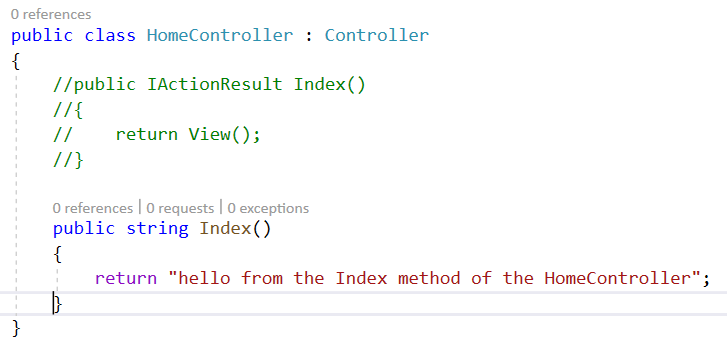 0 references
public class HomeController : Controller
{
    //public IActionResult Index()
    //{
    //    return View();
    //}
    0 references | 0 requests | 0 exceptions
    public string Index()
    {
        return "hello from the Index method of the HomeController";
    }
}